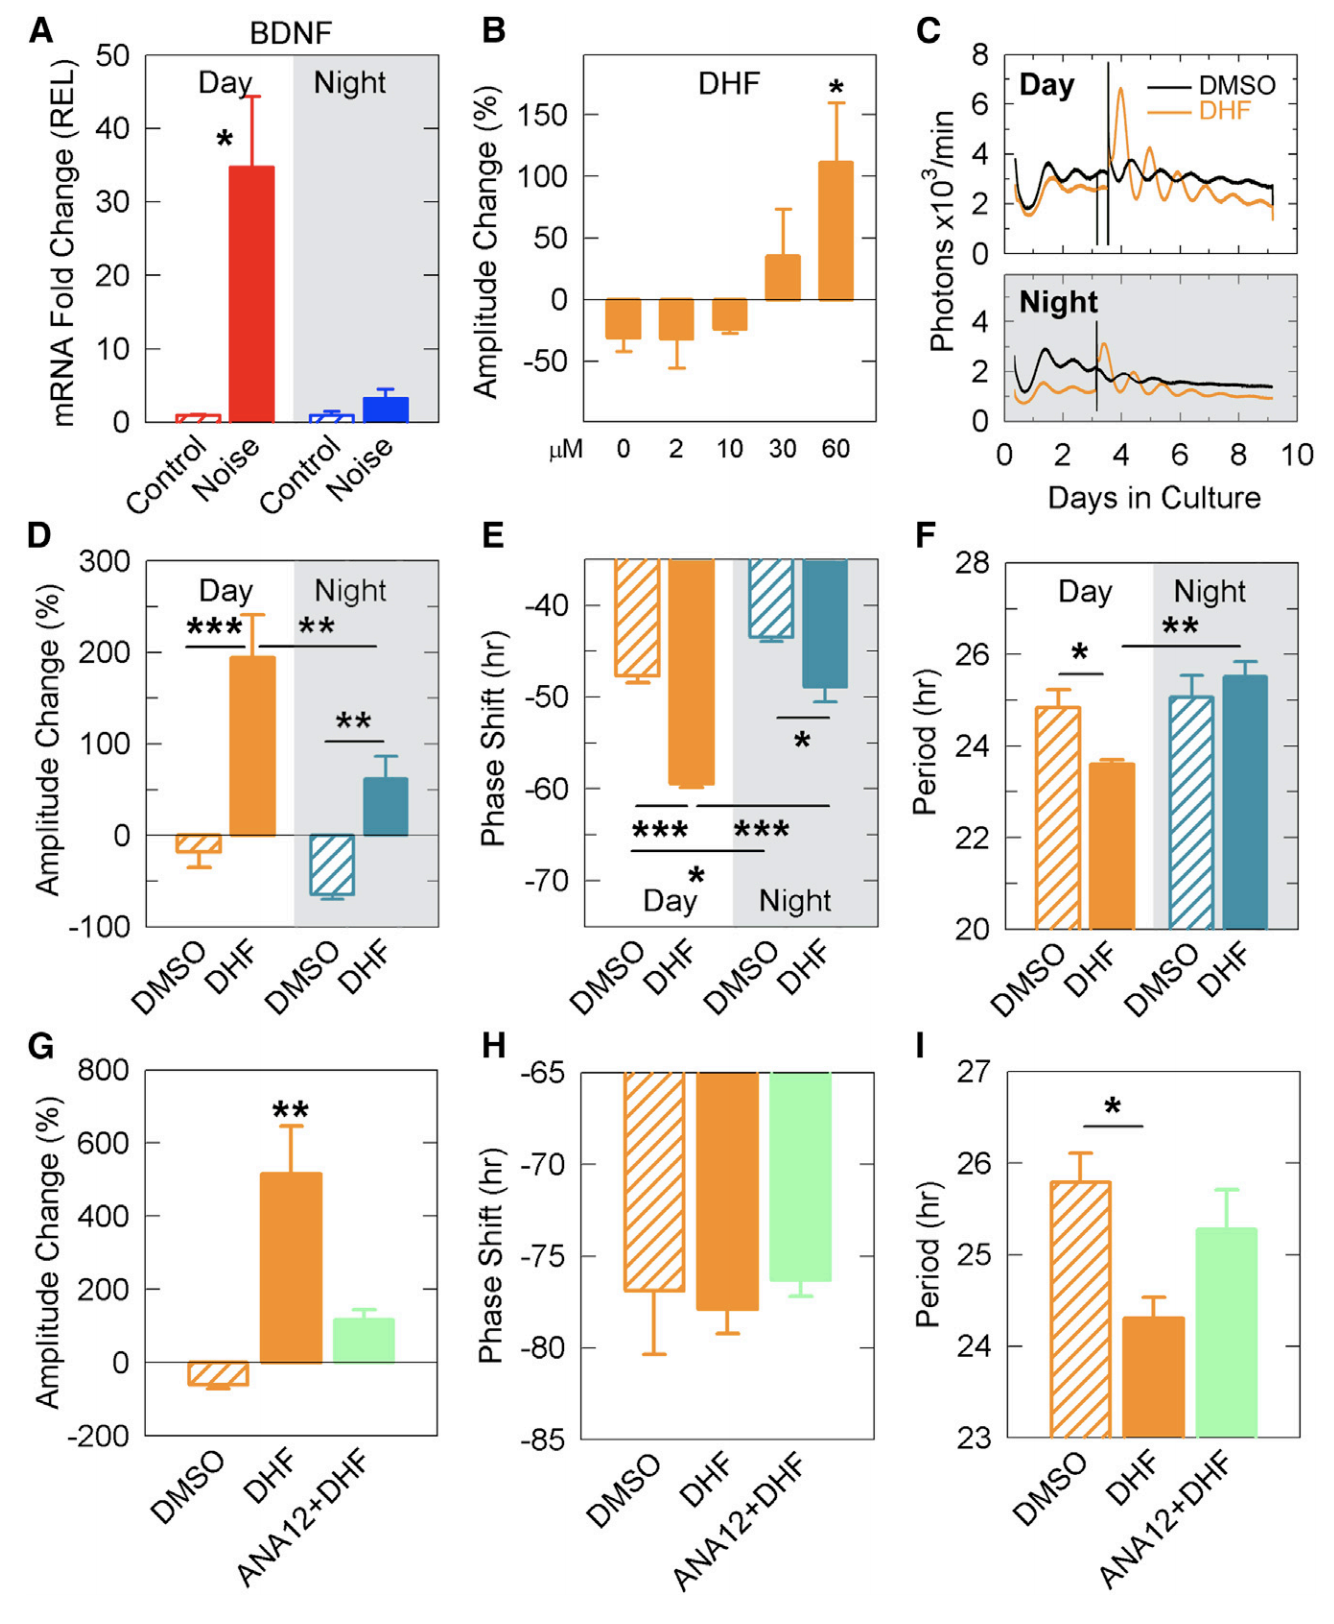 A
BDNF
mRNA Fold Change (REL)
50
40
30
20
10
0
Day
Night
*
Control
Noise
Control
Noise
B
DHF
Amplitude Change (%)
150
100
50
0
-50
*
μM 0 2 10 30 60
C
Photons x10³/min
8
6
4
2
0
Day
DMSO
DHF
Night
4
2
0
0 2 4 6 8 10
Days in Culture
D
Amplitude Change (%)
300
200
100
0
-100
Day
Night
***
**
**
DMSO
DHF
DMSO
DHF
E
Phase Shift (hr)
-40
-50
-60
-70
*
***
***
*
Day
Night
DMSO
DHF
DMSO
DHF
F
Period (hr)
28
26
24
22
20
Day
Night
*
**
DMSO
DHF
DMSO
DHF
G
Amplitude Change (%)
800
600
400
200
0
-200
**
DMSO
DHF
ANA12+DHF
H
Phase Shift (hr)
-65
-70
-75
-80
-85
DMSO
DHF
ANA12+DHF
I
Period (hr)
27
26
25
24
23
*
DMSO
DHF
ANA12+DHF